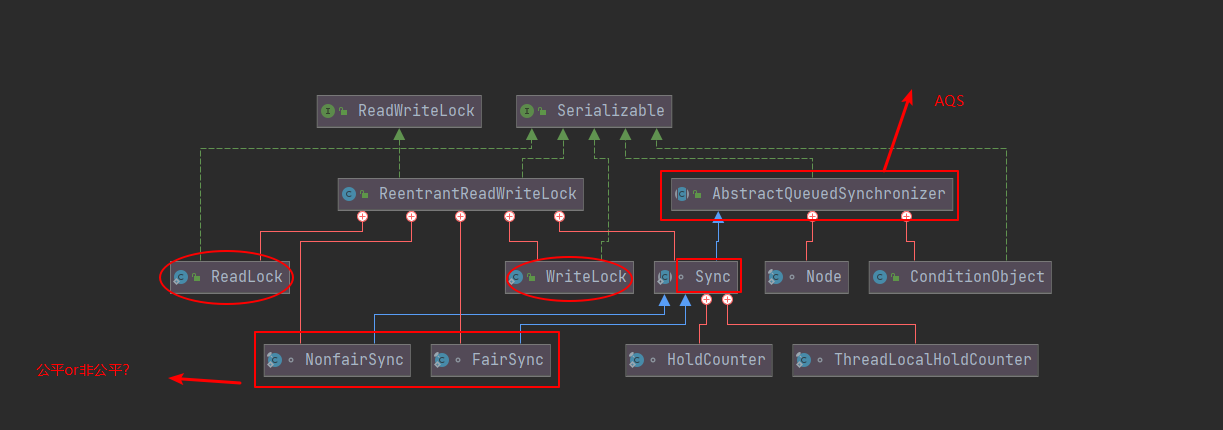 AQS
ReadWriteLock
Serializable
ReentrantReadWriteLock
AbstractQueuedSynchronizer
ReadLock
WriteLock
Sync
Node
ConditionObject
NonfairSync
FairSync
HoldCounter
ThreadLocalHoldCounter
公平or非公平?